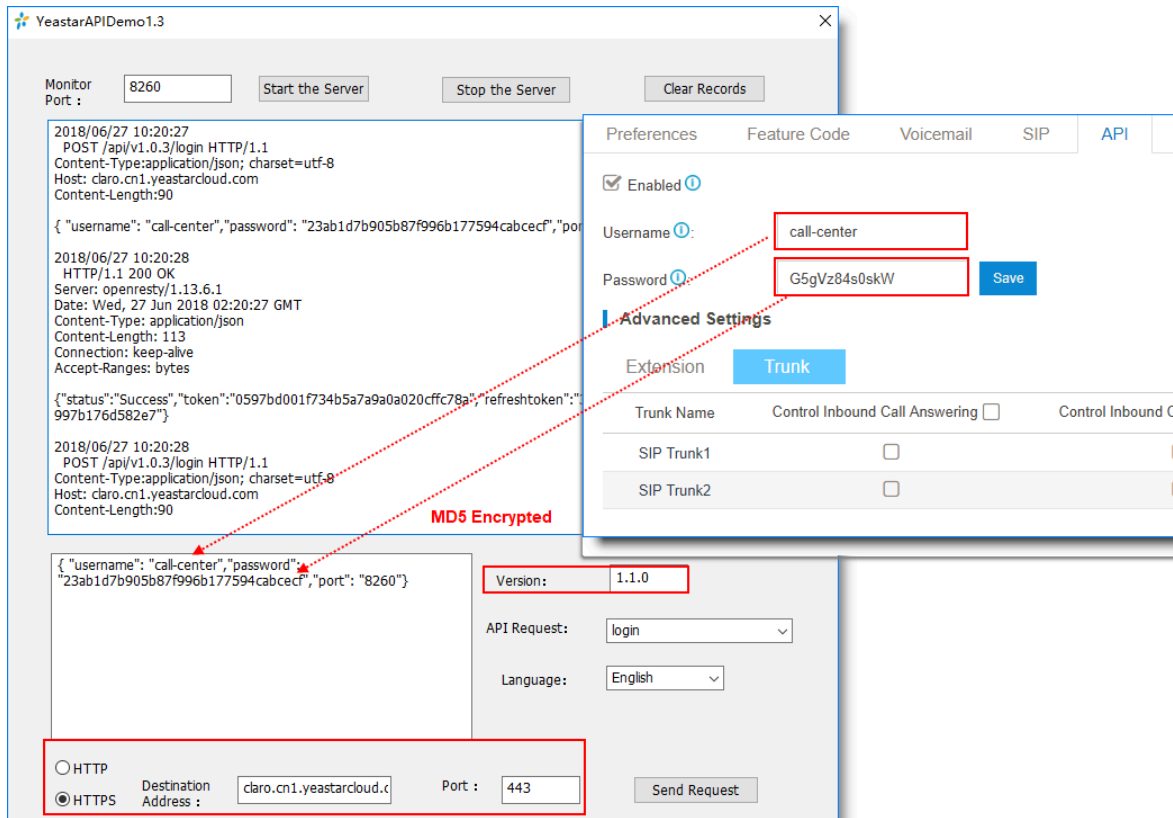 YeastarAPIDemo1.3
Monitor Port :
8260
Start the Server
Stop the Server
Clear Records
2018/06/27 10:20:27
POST /api/v1.0.3/login HTTP/1.1
Content-Type:application/json; charset=utf-8
Host: claro.cn1.yeastarcloud.com
Content-Length:90
{ "username": "call-center","password": "23ab1d7b905b87f996b177594cabcecf","por
2018/06/27 10:20:28
HTTP/1.1 200 OK
Server: openresty/1.13.6.1
Date: Wed, 27 Jun 2018 02:20:27 GMT
Content-Type: application/json
Content-Length: 113
Connection: keep-alive
Accept-Ranges: bytes
{"status":"Success","token":"0597bd001f734b5a7a9a0a020cffc78a","refreshtoken":"
997b176d582e7"}
2018/06/27 10:20:28
POST /api/v1.0.3/login HTTP/1.1
Content-Type:application/json; charset=utf-8
Host: claro.cn1.yeastarcloud.com
Content-Length:90
MD5 Encrypted
Preferences Feature Code Voicemail SIP API
Enabled
Username :
call-center
Password :
G5gVz84s0skW
Save
Advanced Settings
Extension Trunk
Trunk Name Control Inbound Call Answering Control Inbound C
SIP Trunk1
SIP Trunk2
{ "username": "call-center","password":
"23ab1d7b905b87f996b177594cabcecf","port": "8260"}
Version: 1.1.0
API Request: login
Language: English
HTTP
HTTPS
Destination
Address :
claro.cn1.yeastarcloud.c
Port : 443
Send Request